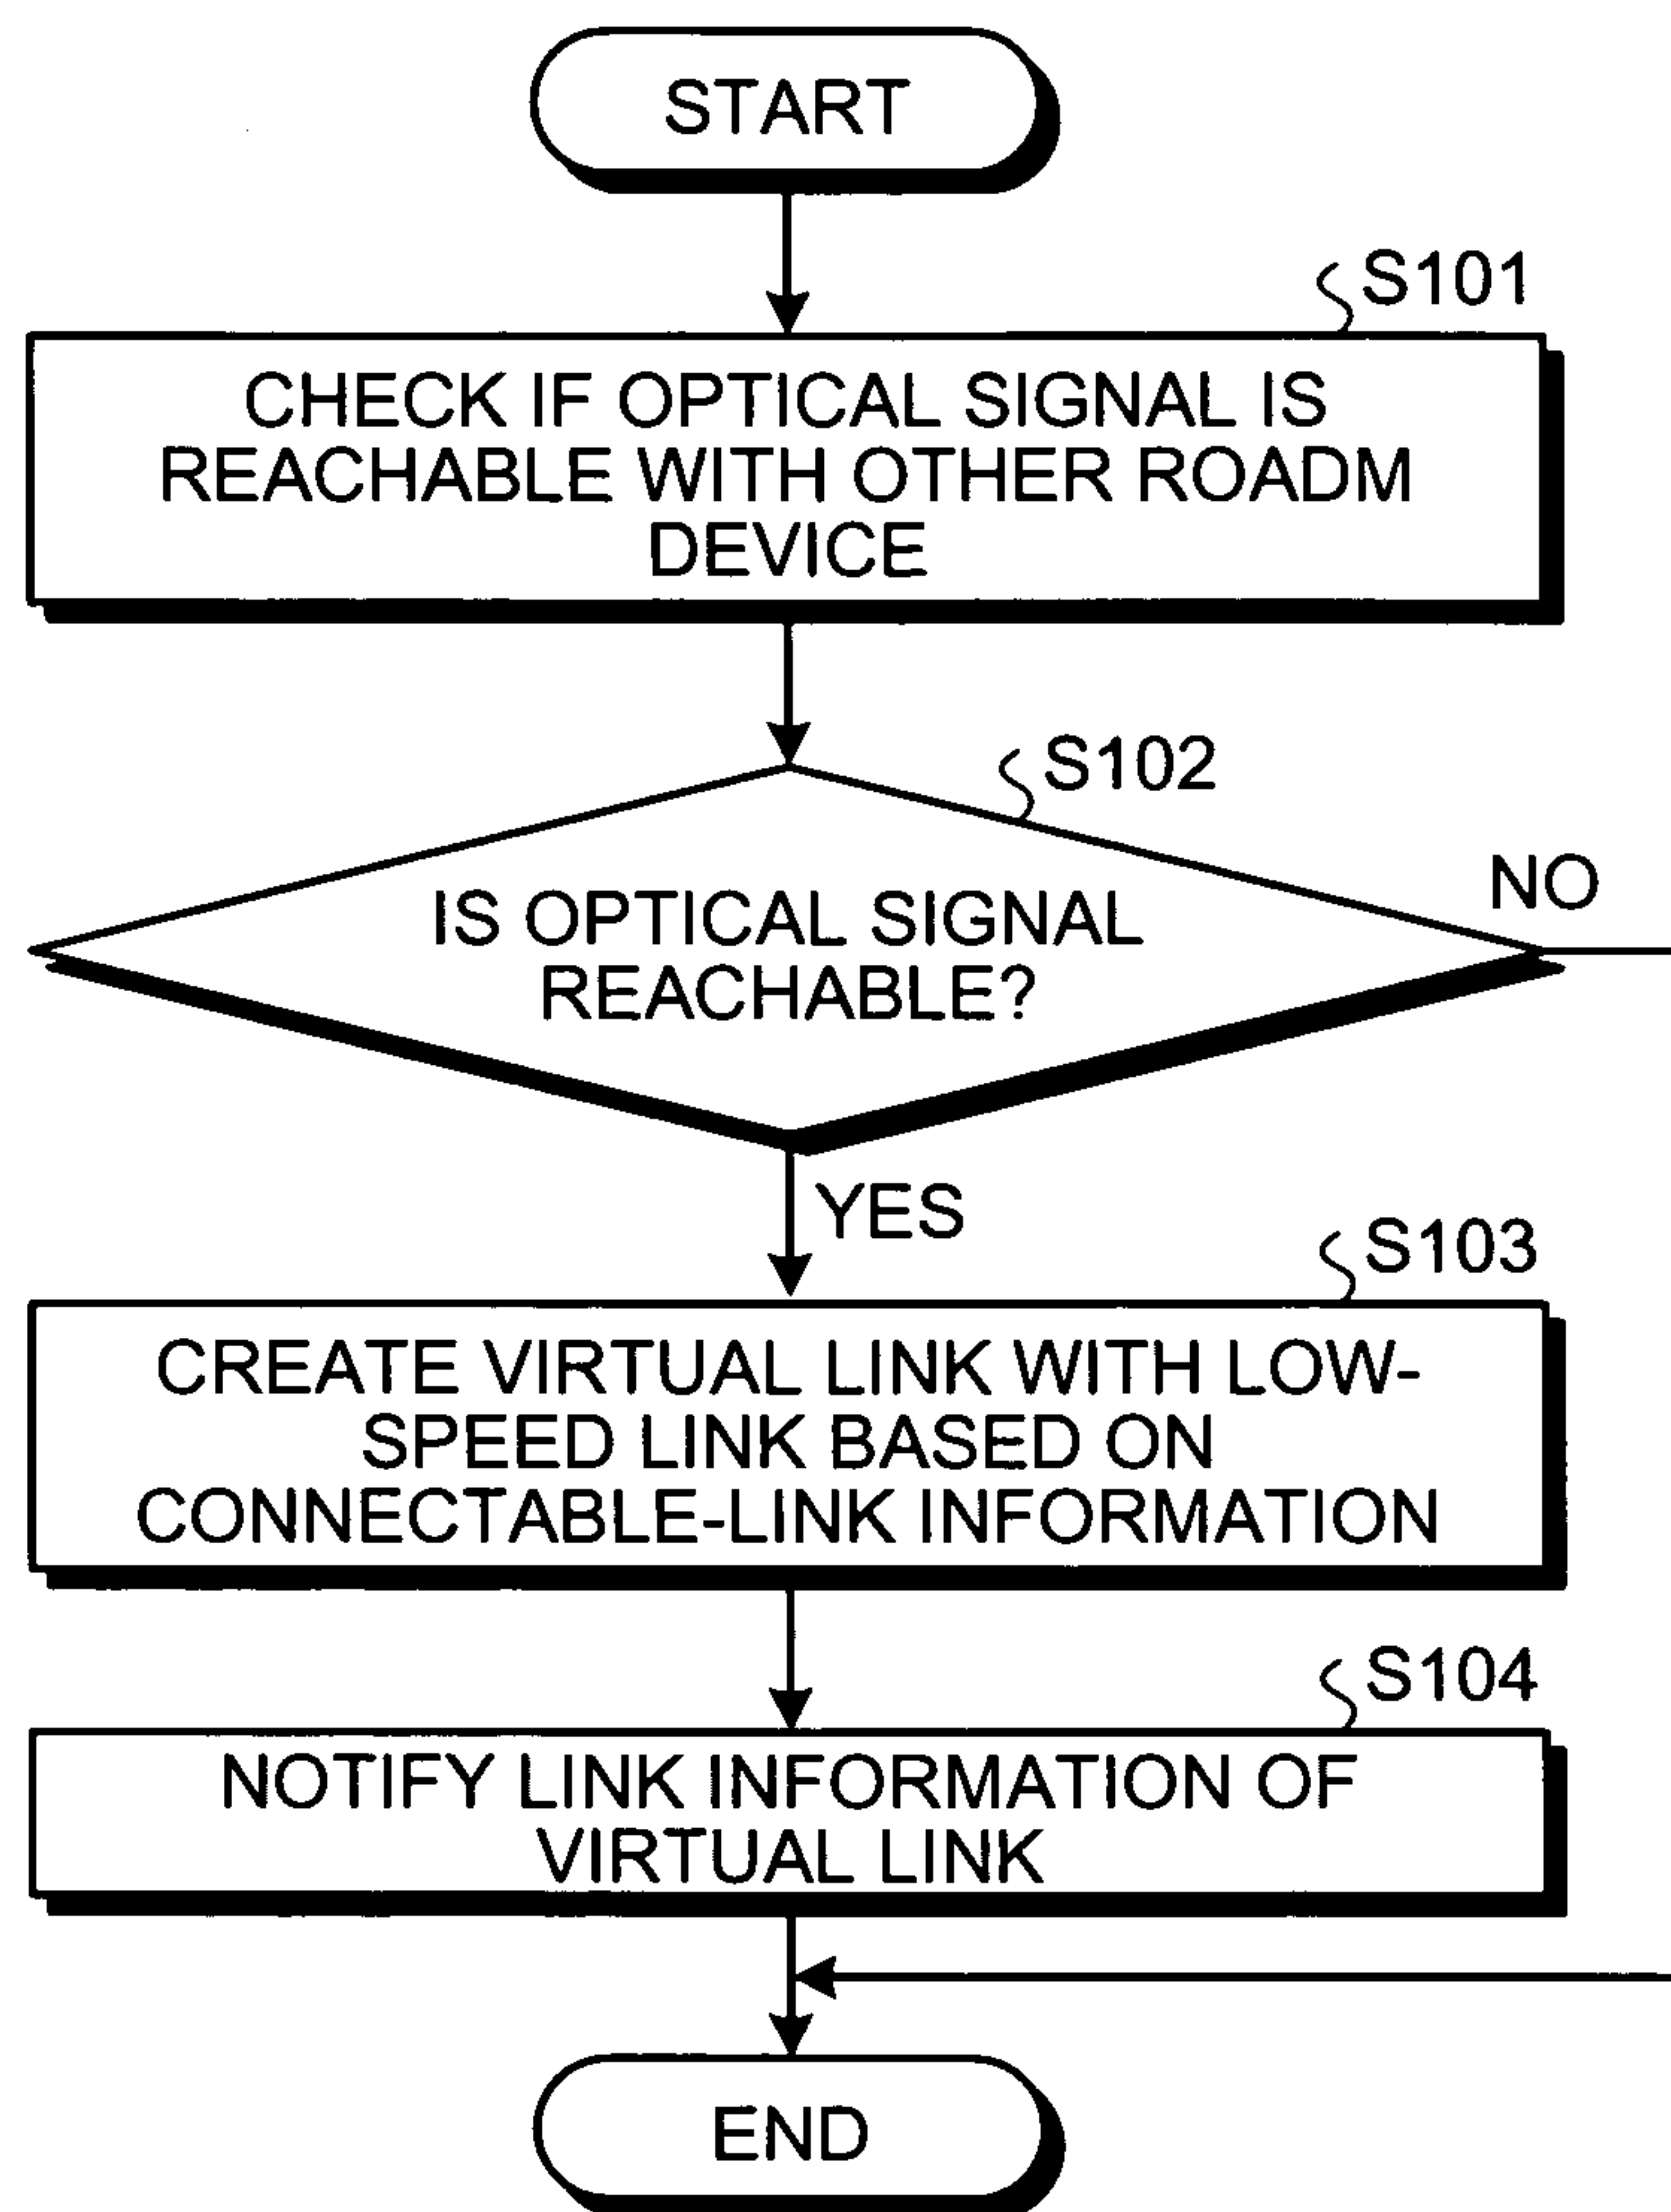 START
S101
CHECK IF OPTICAL SIGNAL IS
REACHABLE WITH OTHER ROADM
DEVICE
S102
NO
IS OPTICAL SIGNAL
REACHABLE?
YES
S103
CREATE VIRTUAL LINK WITH LOW-
SPEED LINK BASED ON
CONNECTABLE-LINK INFORMATION
S104
NOTIFY LINK INFORMATION OF
VIRTUAL LINK
END